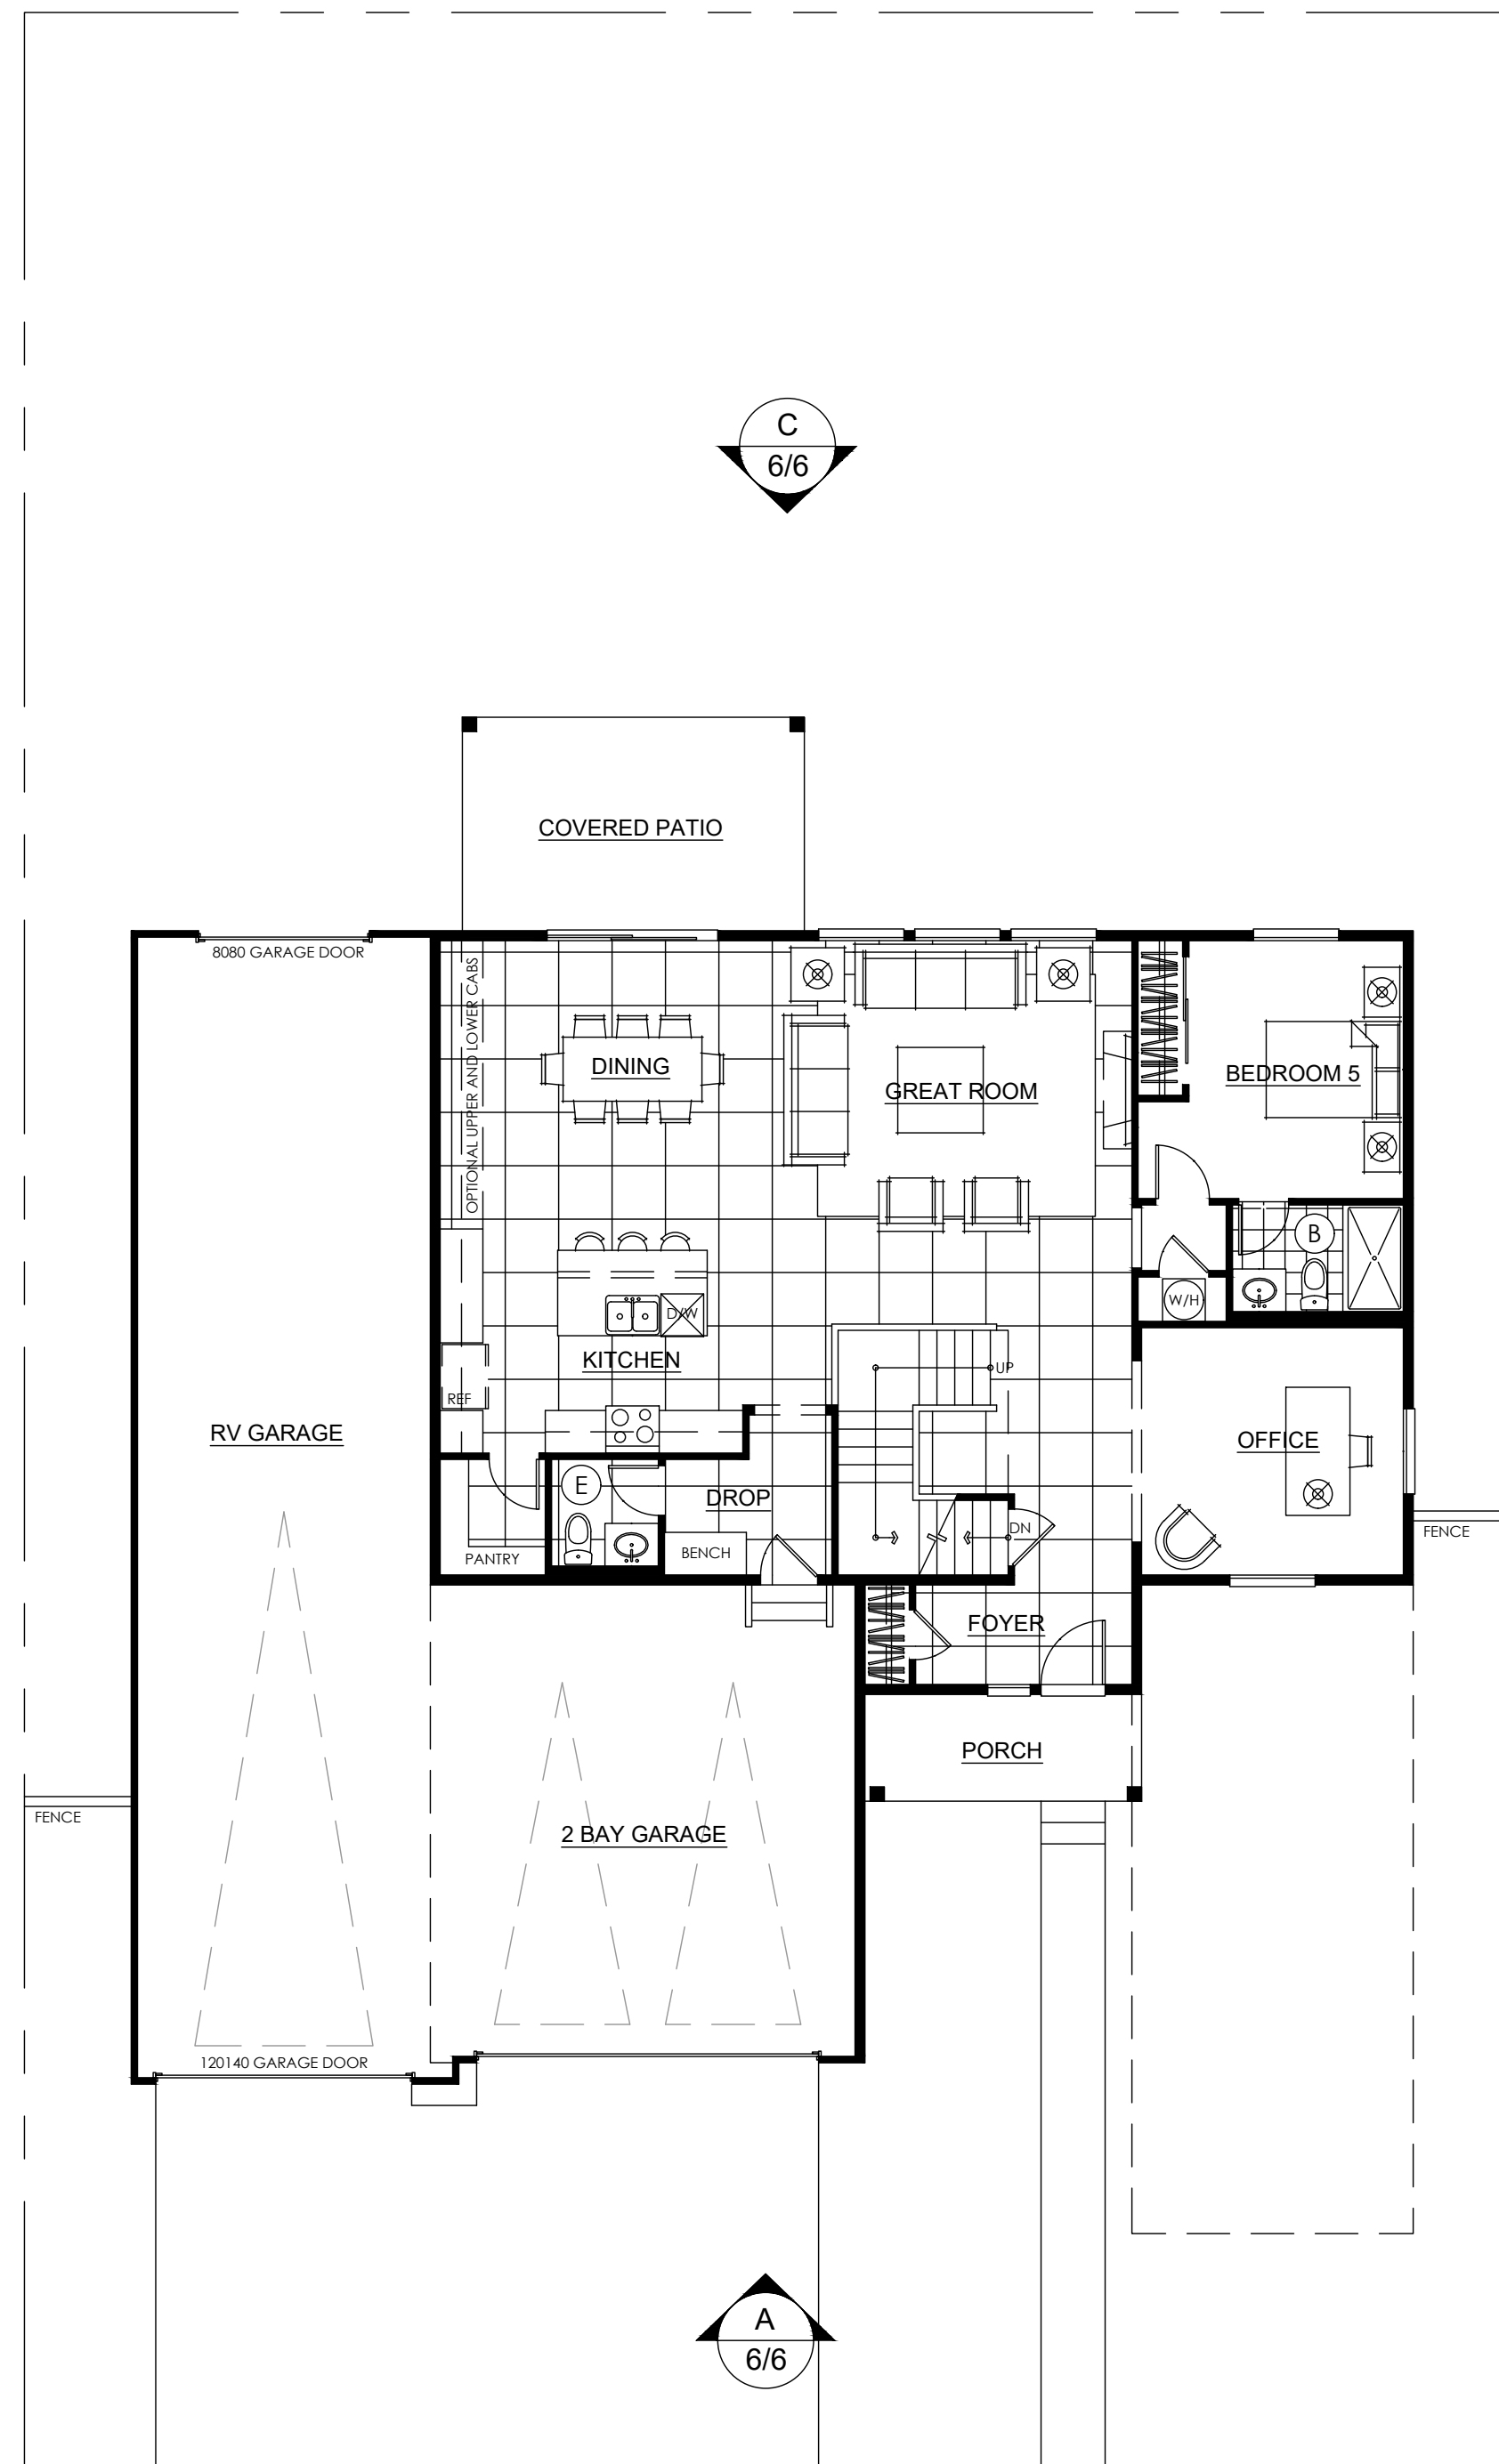 C
6/6
COVERED PATIO
8080 GARAGE DOOR
OPTIONAL UPPER AND LOWER CABS
DINING
GREAT ROOM
BEDROOM 5
B
W/H
D/W
KITCHEN
UP
REF
RV GARAGE
OFFICE
E
DROP
DN
FENCE
PANTRY
BENCH
FOYER
PORCH
FENCE
2 BAY GARAGE
120140 GARAGE DOOR
A
6/6